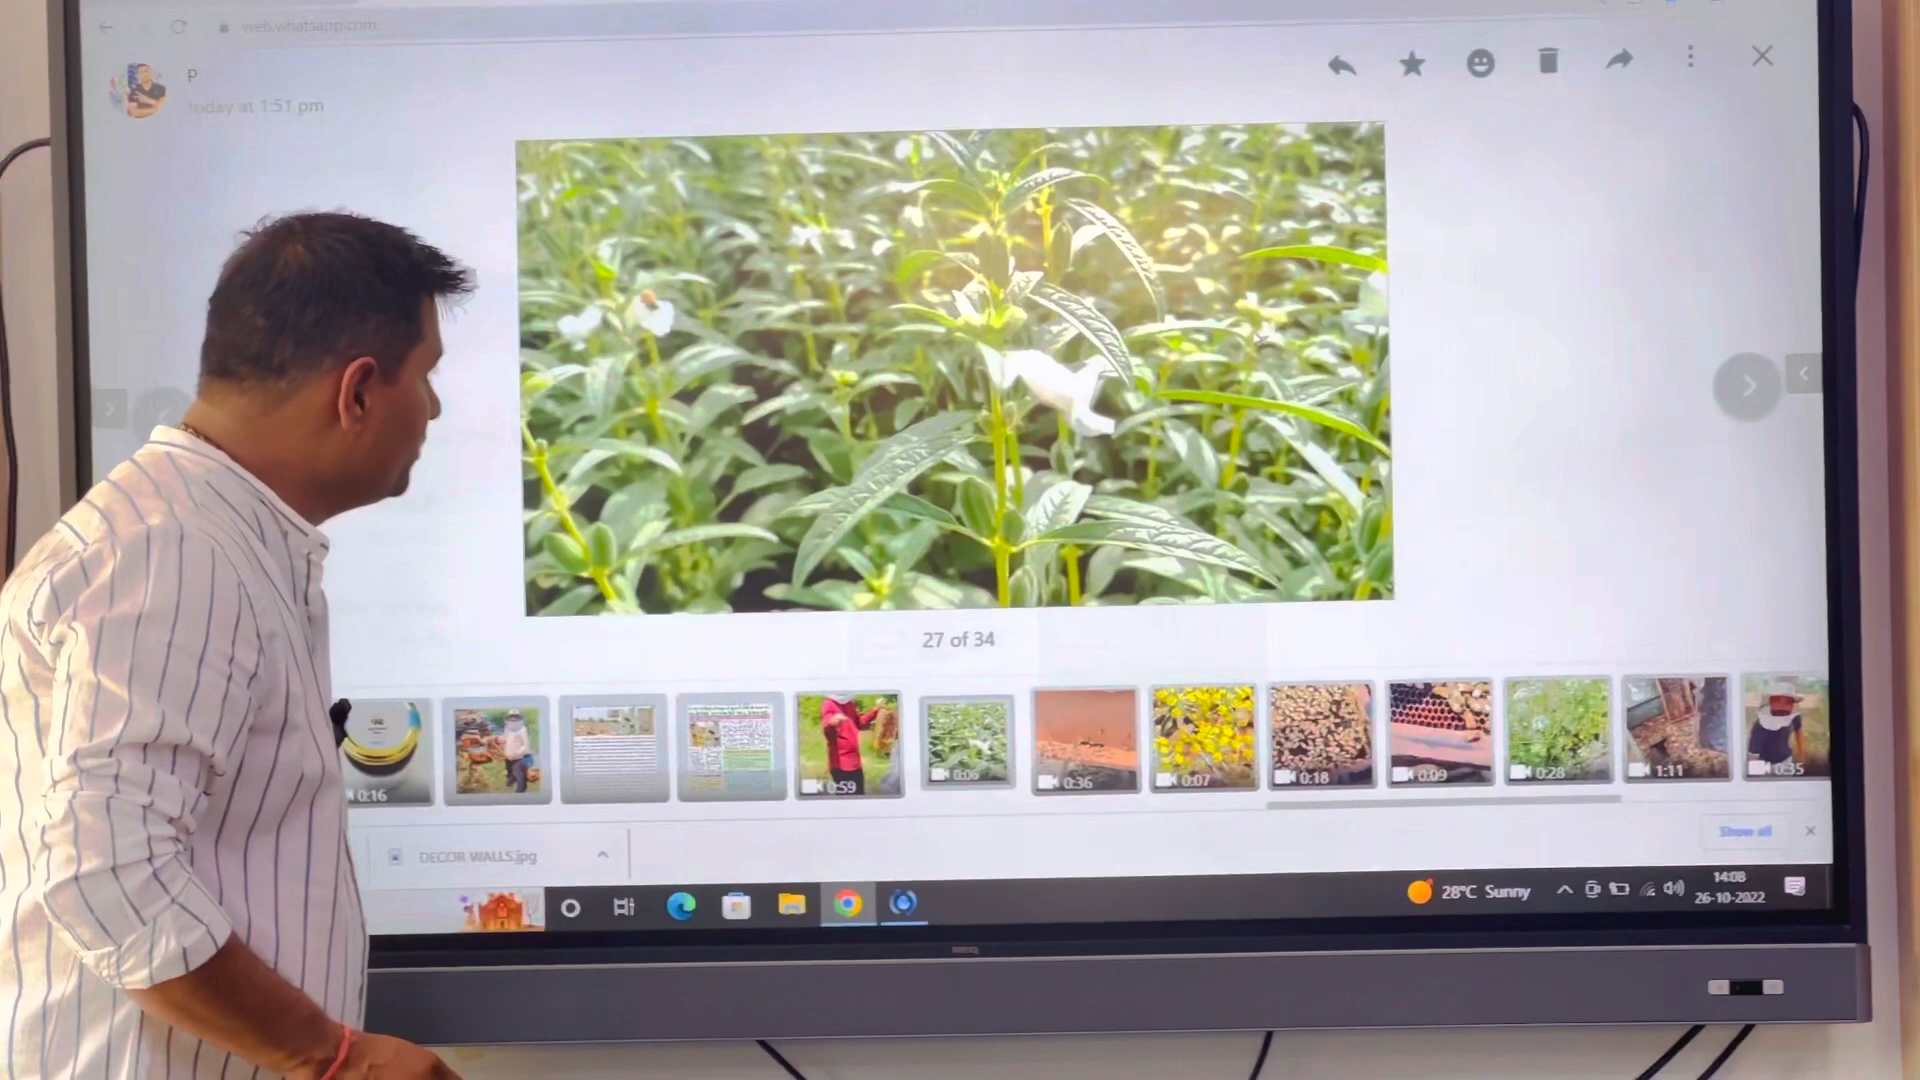 web.whatsapp.com
P
today at 1:51 pm
27 of 34
0:16
0:59
0:06
0:36
0:07
0:18
0:09
0:28
1:11
0:35
Show all
DECOR WALLS.jpg
28°C Sunny
14:08
26-10-2022
BenQ